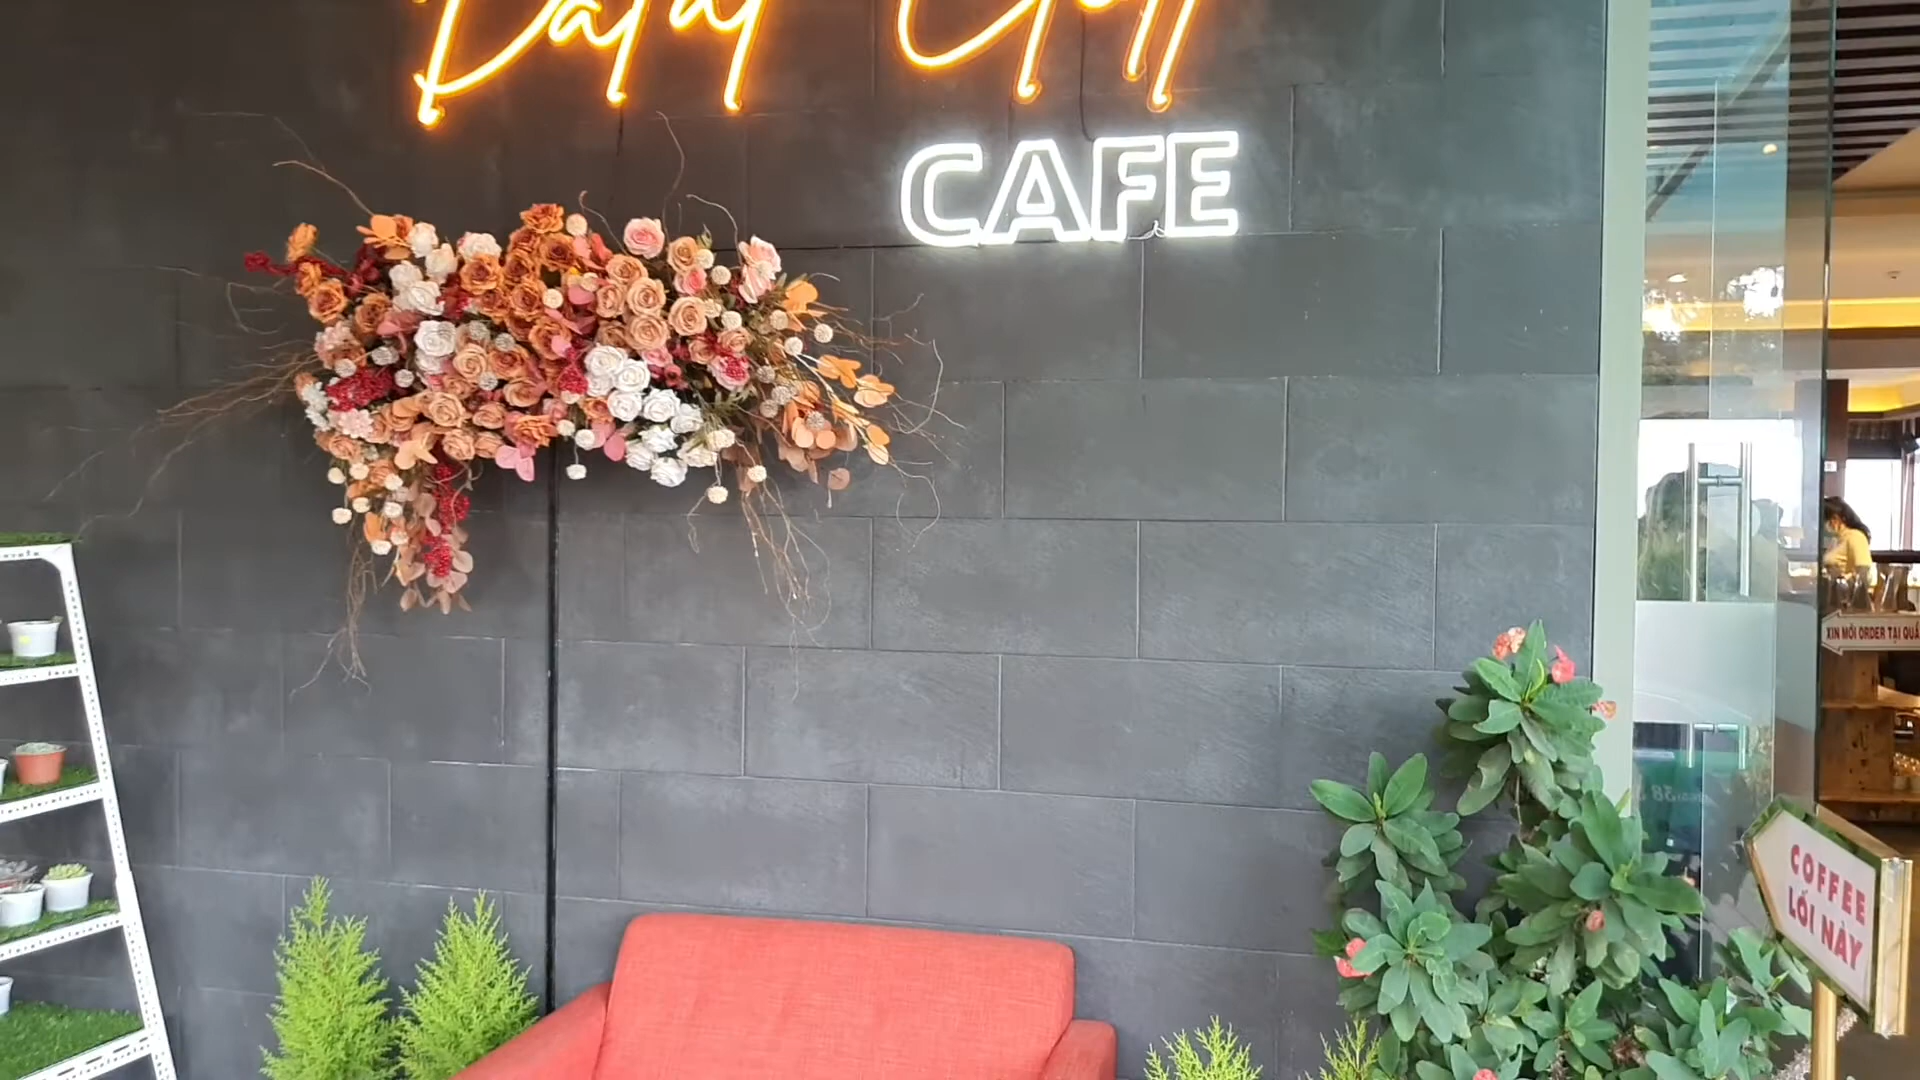 CAFE
XIN MỜI ORDER TẠI QUẦ
COFFEE
LỐI NÀY